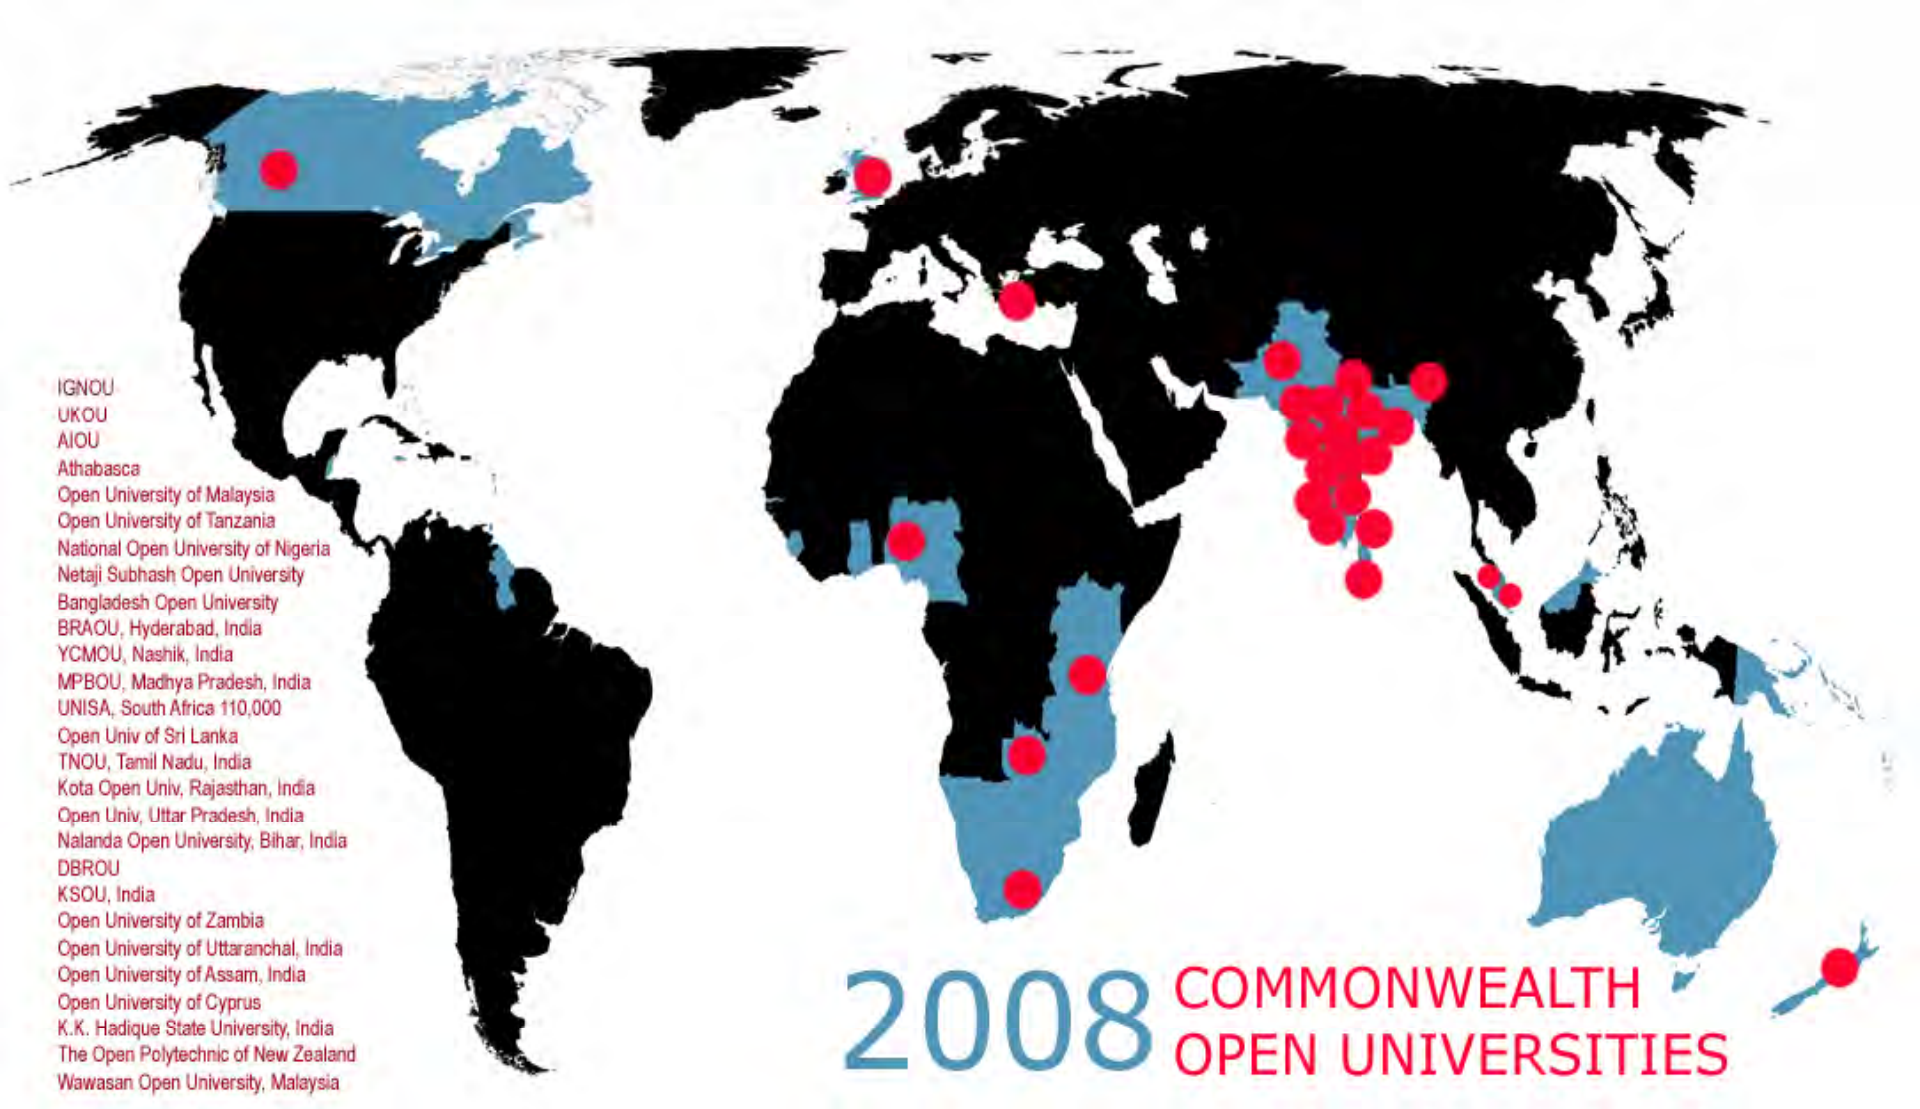 IGNOU
UKOU
AIOU
Athabasca
Open University of Malaysia
Open University of Tanzania
National Open University of Nigeria
Netaji Subhash Open University
Bangladesh Open University
BRAOU, Hyderabad, India
YCMOU, Nashik, India
MPBOU, Madhya Pradesh, India
UNISA, South Africa 110,000
Open Univ of Sri Lanka
TNOU, Tamil Nadu, India
Kota Open Univ, Rajasthan, India
Open Univ, Uttar Pradesh, India
Nalanda Open University, Bihar, India
DBROU
KSOU, India
Open University of Zambia
Open University of Uttaranchal, India
Open University of Assam, India
Open University of Cyprus
K.K. Hadique State University, India
The Open Polytechnic of New Zealand
Wawasan Open University, Malaysia
2008 COMMONWEALTH
OPEN UNIVERSITIES